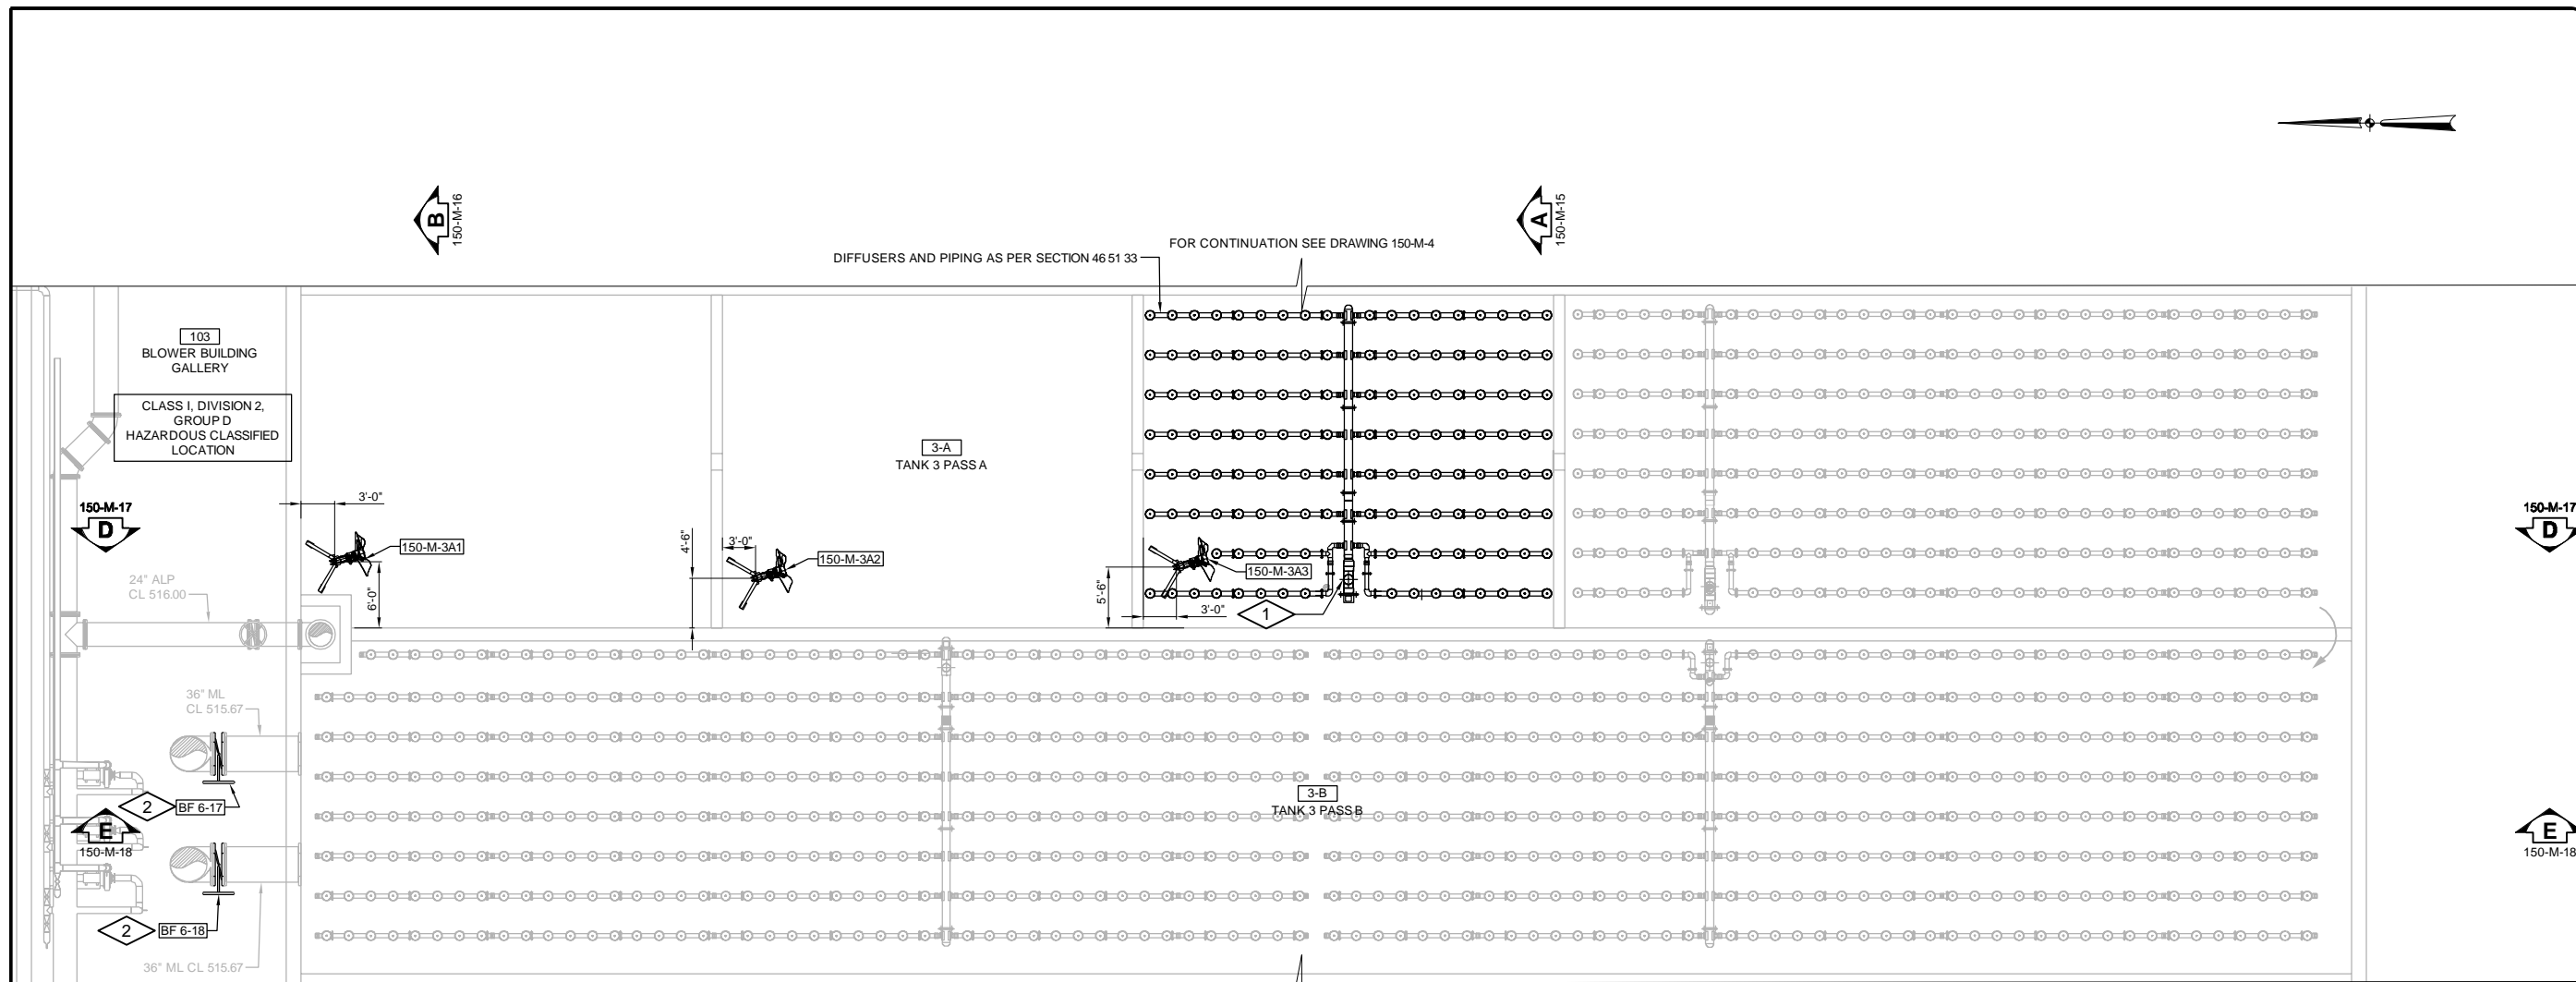 B
150-M-16
A
150-M-15
FOR CONTINUATION SEE DRAWING 150-M-4
DIFFUSERS AND PIPING AS PER SECTION 46 51 33
103
BLOWER BUILDING
GALLERY
CLASS I, DIVISION 2,
GROUP D
HAZARDOUS CLASSIFIED
LOCATION
3-A
TANK 3 PASS A
150-M-17
D
3'-0"
150-M-3A1
6'-0"
4'-6"
3'-0"
150-M-3A2
5'-6"
3'-0"
150-M-3A3
1
150-M-17
D
24" ALP
CL 516.00
36" ML
CL 515.67
2
BF 6-17
E
150-M-18
2
BF 6-18
36" ML CL 515.67
3-B
TANK 3 PASS B
E
150-M-18